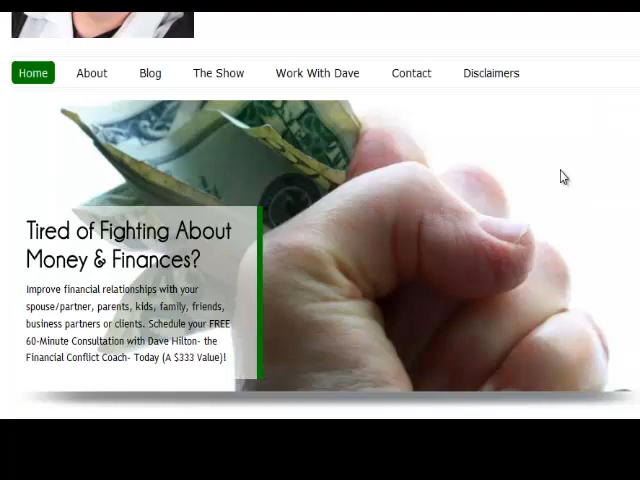 Home About Blog The Show Work With Dave Contact Disclaimers
Tired of Fighting About
Money & Finances?
Improve financial relationships with your
spouse/partner, parents, kids, family, friends,
business partners or clients. Schedule your FREE
60-Minute Consultation with Dave Hilton- the
Financial Conflict Coach- Today (A $333 Value)!